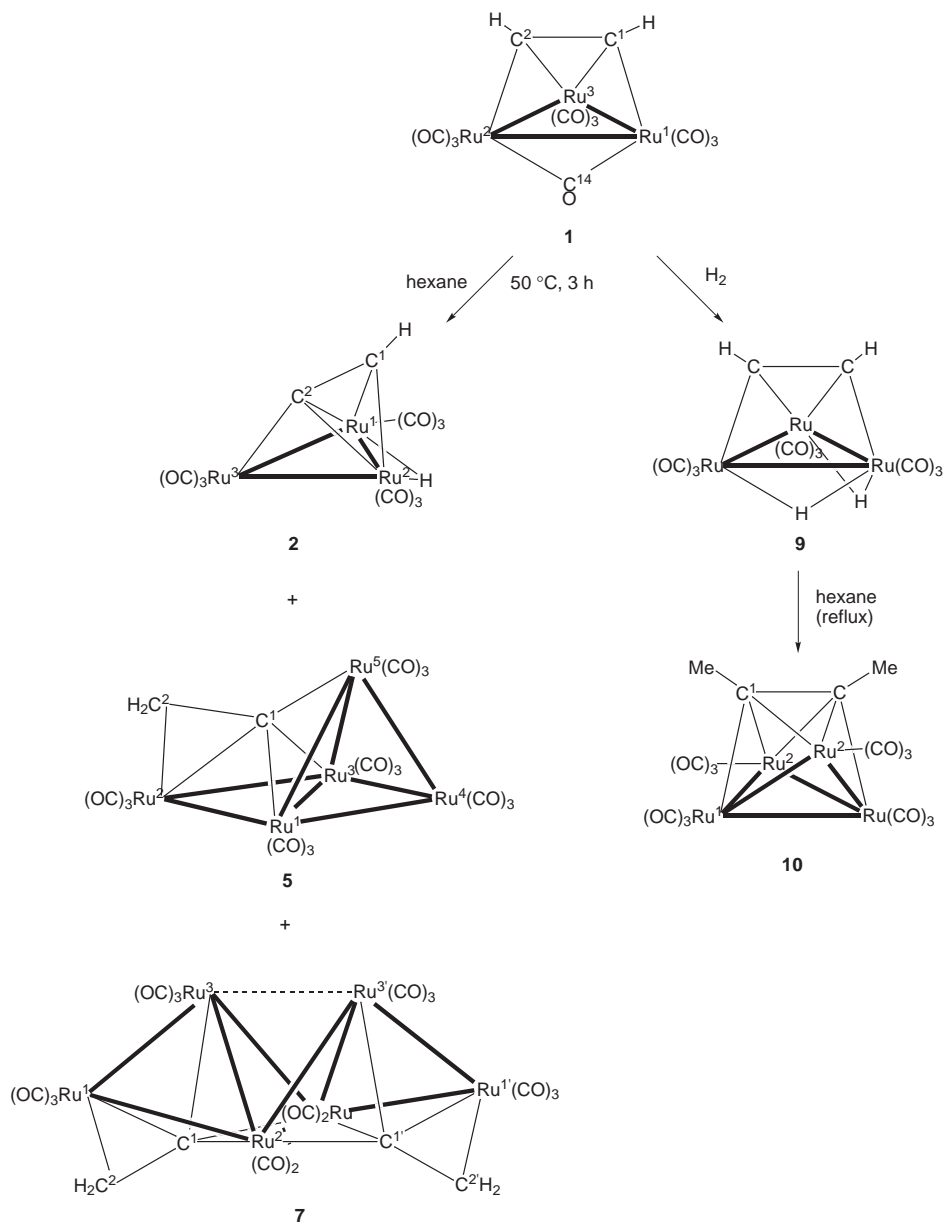 H C² C¹ H
Ru³
(CO)₃
(OC)₃Ru² Ru¹(CO)₃
C¹⁴
O
1
hexane 50 °C, 3 h H₂
H
C¹
C²
Ru¹ (CO)₃
(OC)₃Ru³ Ru² H
(CO)₃
2
H C C H
Ru
(CO)₃
(OC)₃Ru Ru(CO)₃
H H
9
+
hexane
(reflux)
Ru⁵(CO)₃
H₂C² C¹
Ru³(CO)₃
(OC)₃Ru² Ru⁴(CO)₃
Ru¹
(CO)₃
5
Me C¹ C Me
(OC)₃ Ru² Ru² (CO)₃
(OC)₃Ru¹ Ru(CO)₃
10
+
(OC)₃Ru³ Ru³'(CO)₃
(OC)₃Ru¹ Ru¹'(CO)₃
(OC)₂Ru
C¹ Ru² C¹'
(CO)₂
H₂C² C²'H₂
7